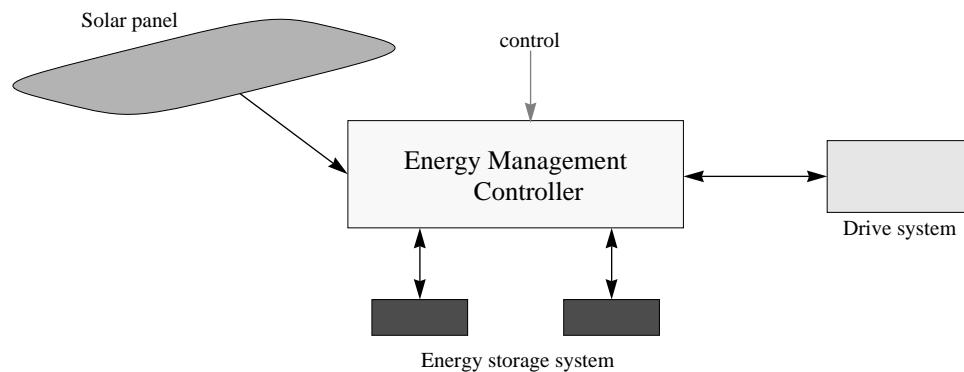 Solar panel
control
Energy Management
Controller
Drive system
Energy storage system